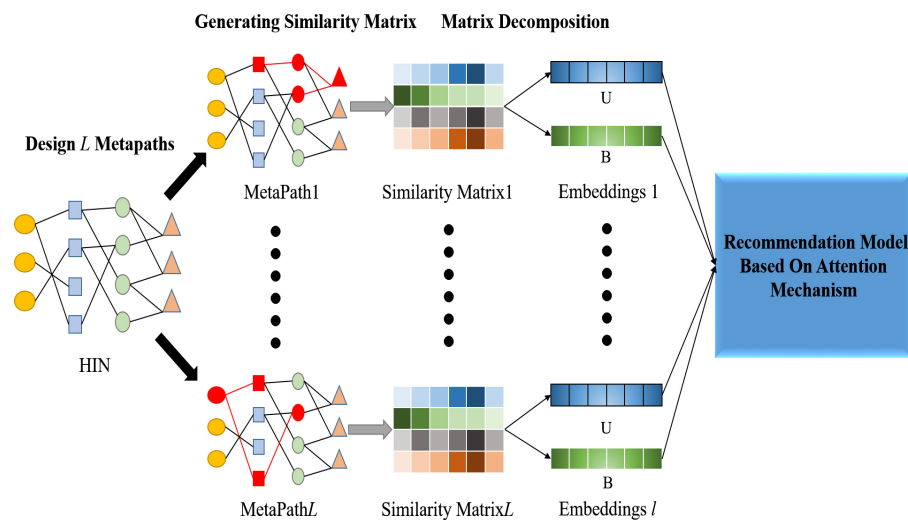 Generating Similarity Matrix
Matrix Decomposition
Design L Metapaths
U
B
MetaPath1
Similarity Matrix1
Embeddings 1
Recommendation Model
Based On Attention
Mechanism
HIN
U
B
MetaPathL
Similarity MatrixL
Embeddings l